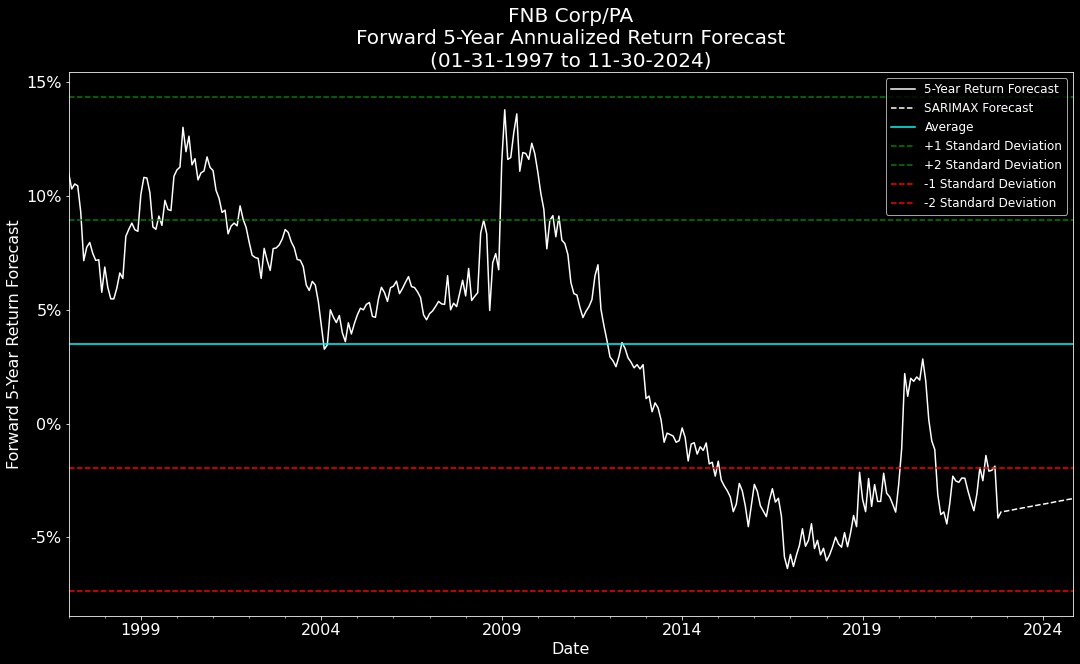 FNB Corp/PA
Forward 5-Year Annualized Return Forecast
(01-31-1997 to 11-30-2024)
15%
10%
5%
0%
-5%
Forward 5-Year Return Forecast
5-Year Return Forecast
SARIMAX Forecast
Average
+1 Standard Deviation
+2 Standard Deviation
-1 Standard Deviation
-2 Standard Deviation
1999
2004
2009
2014
2019
2024
Date